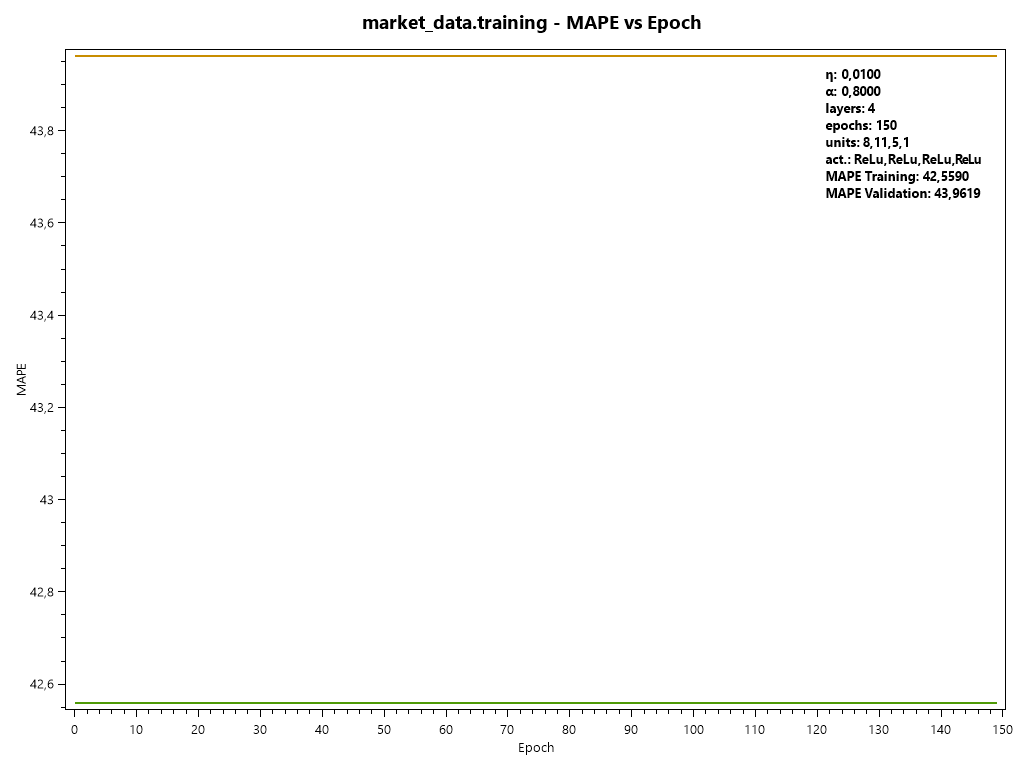 market_data.training - MAPE vs Epoch
η: 0,0100
α: 0,8000
layers: 4
epochs: 150
units: 8,11,5,1
act.: ReLu,ReLu,ReLu,ReLu
MAPE Training: 42,5590
MAPE Validation: 43,9619
43,8
43,6
43,4
43,2
43
42,8
42,6
MAPE
0 10 20 30 40 50 60 70 80 90 100 110 120 130 140 150
Epoch